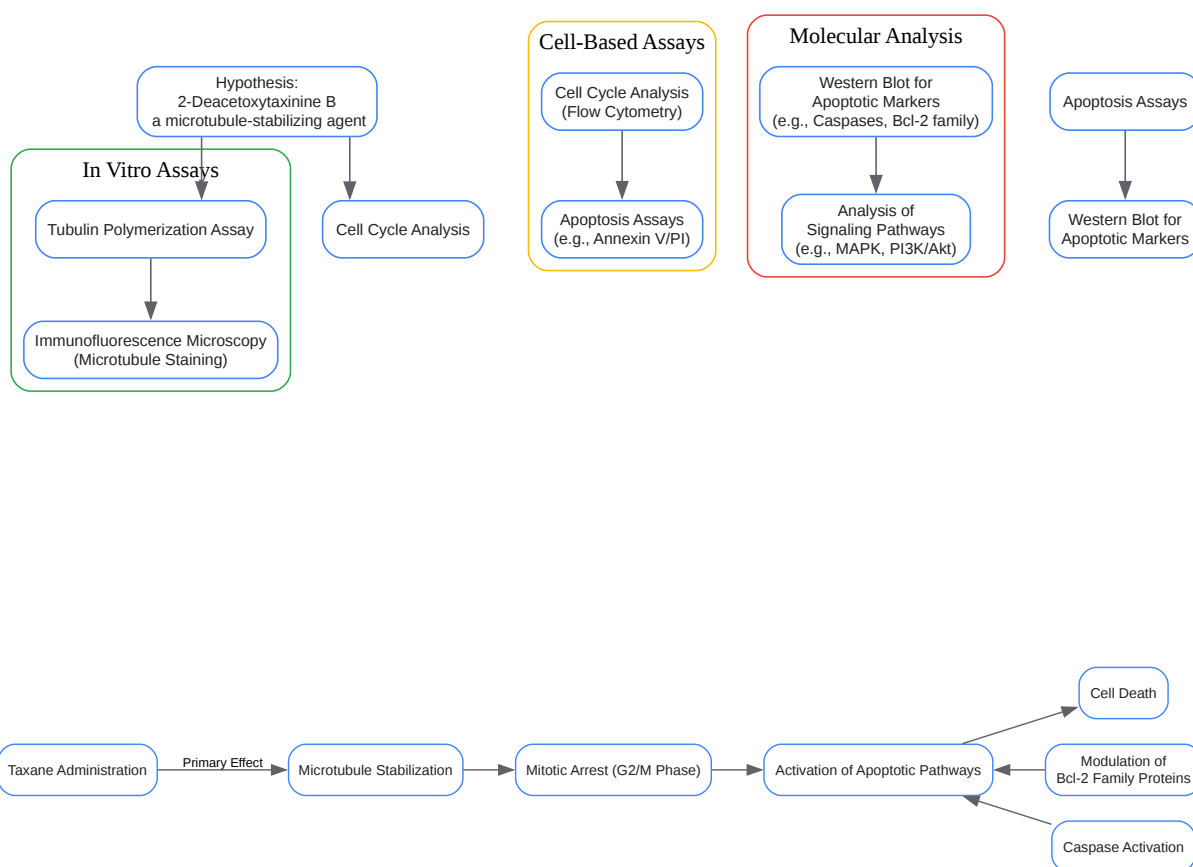 Hypothesis:
2-Deacetoxytaxinine B
a microtubule-stabilizing agent
In Vitro Assays
Tubulin Polymerization Assay
Immunofluorescence Microscopy
(Microtubule Staining)
Cell Cycle Analysis
Cell-Based Assays
Cell Cycle Analysis
(Flow Cytometry)
Apoptosis Assays
(e.g., Annexin V/PI)
Molecular Analysis
Western Blot for
Apoptotic Markers
(e.g., Caspases, Bcl-2 family)
Analysis of
Signaling Pathways
(e.g., MAPK, PI3K/Akt)
Apoptosis Assays
Western Blot for
Apoptotic Markers
Taxane Administration
Primary Effect
Microtubule Stabilization
Mitotic Arrest (G2/M Phase)
Activation of Apoptotic Pathways
Cell Death
Modulation of
Bcl-2 Family Proteins
Caspase Activation